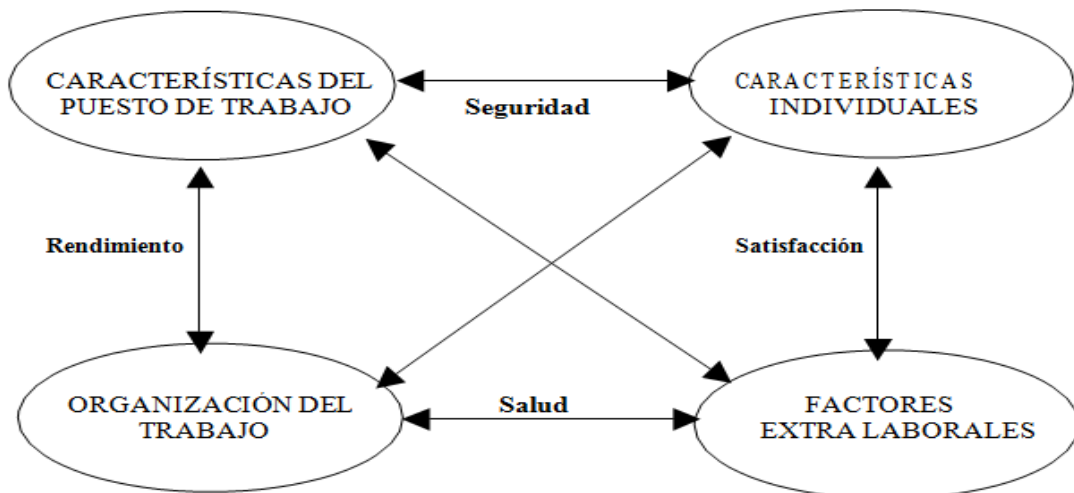 CARACTERÍSTICAS DEL
PUESTO DE TRABAJO
Seguridad
CARACTERÍSTICAS
INDIVIDUALES
Rendimiento
Satisfacción
ORGANIZACIÓN DEL
TRABAJO
Salud
FACTORES
EXTRA LABORALES